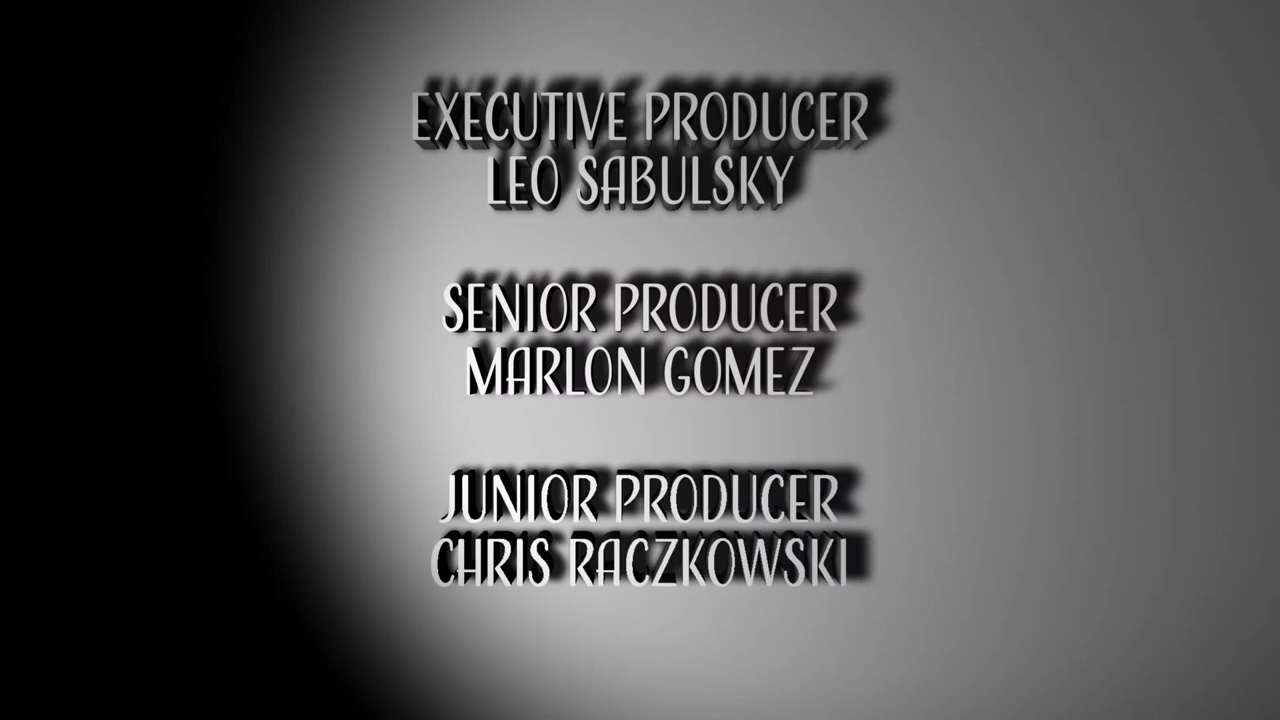 EXECUTIVE PRODUCER
LEO SABULSKY
SENIOR PRODUCER
MARLON GOMEZ
JUNIOR PRODUCER
CHRIS RACZKOWSKI